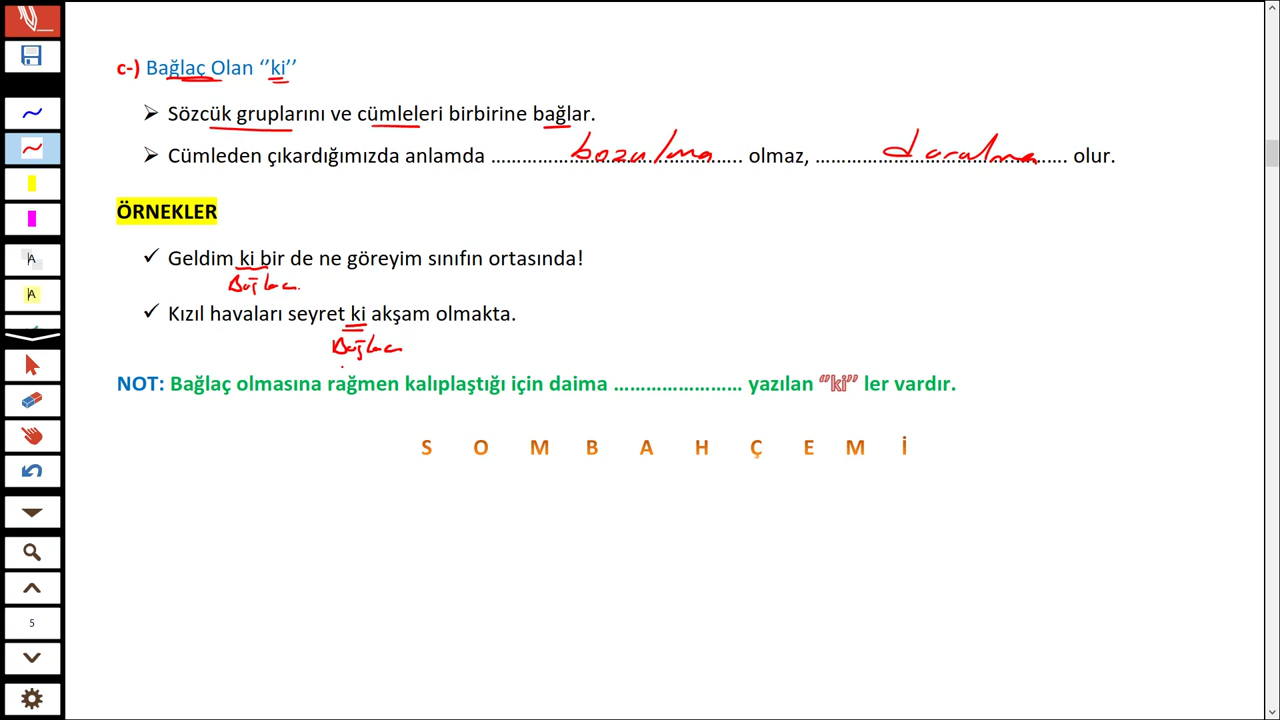 c-) Bağlaç Olan ‘’ki’’
Sözcük gruplarını ve cümleleri birbirine bağlar.
Cümleden çıkardığımızda anlamda ……………bozulma…………….. olmaz, ……………daralma……………. olur.
ÖRNEKLER
Geldim ki bir de ne göreyim sınıfın ortasında!
Bağlaç
Kızıl havaları seyret ki akşam olmakta.
Bağlaç
NOT: Bağlaç olmasına rağmen kalıplaştığı için daima …………………… yazılan ‘’ki’’ ler vardır.
S O M B A H Ç E M İ
A
A
5